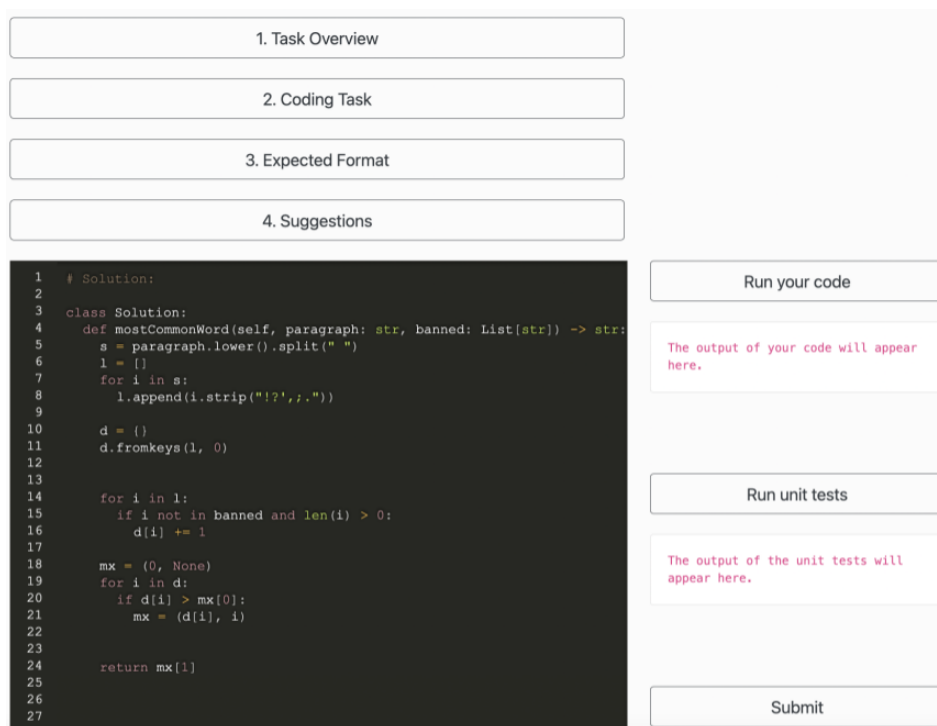 1. Task Overview
2. Coding Task
3. Expected Format
4. Suggestions
1 # Solution:
2
3 class Solution:
4   def mostCommonWord(self, paragraph: str, banned: List[str]) -> str:
5     s = paragraph.lower().split(" ")
6     l = []
7     for i in s:
8       l.append(i.strip("!?',;."))
9
10     d = {}
11     d.fromkeys(l, 0)
12
13
14     for i in l:
15       if i not in banned and len(i) > 0:
16         d[i] += 1
17
18     mx = (0, None)
19     for i in d:
20       if d[i] > mx[0]:
21         mx = (d[i], i)
22
23
24     return mx[1]
25
26
27
Run your code
The output of your code will appear
here.
Run unit tests
The output of the unit tests will
appear here.
Submit